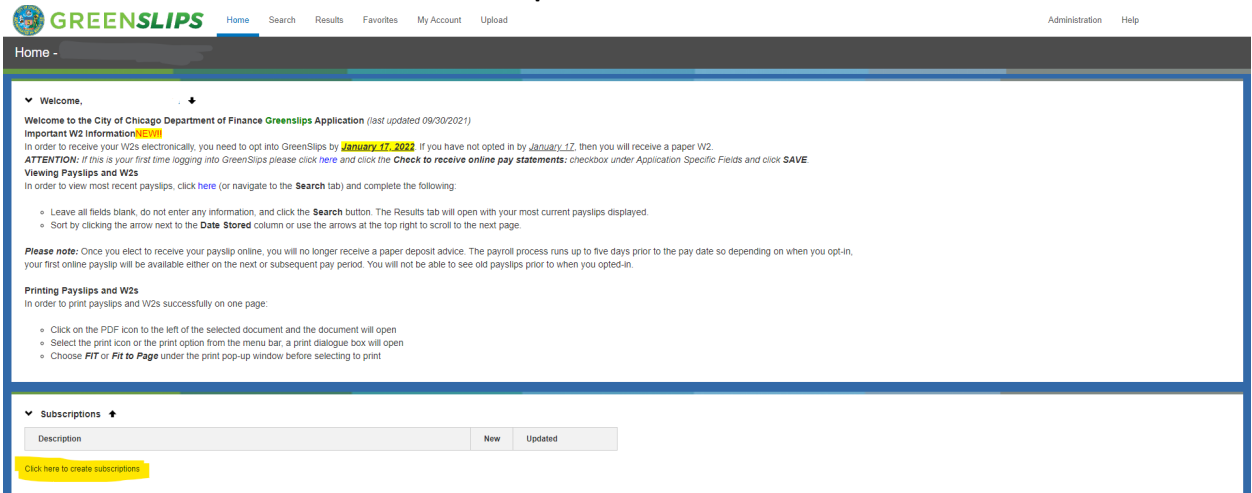 GREENSLIPS Home Search Results Favorites My Account Upload Administration Help
Home -
Welcome,
Welcome to the City of Chicago Department of Finance Greenslips Application (last updated 09/30/2021)
Important W2 InformationNEW!!
In order to receive your W2s electronically, you need to opt into GreenSlips by January 17, 2022. If you have not opted in by January 17, then you will receive a paper W2.
ATTENTION: If this is your first time logging into GreenSlips please click here and click the Check to receive online pay statements: checkbox under Application Specific Fields and click SAVE.
Viewing Payslips and W2s
In order to view most recent payslips, click here (or navigate to the Search tab) and complete the following:
Leave all fields blank, do not enter any information, and click the Search button. The Results tab will open with your most current payslips displayed.
Sort by clicking the arrow next to the Date Stored column or use the arrows at the top right to scroll to the next page.
Please note: Once you elect to receive your payslip online, you will no longer receive a paper deposit advice. The payroll process runs up to five days prior to the pay date so depending on when you opt-in,
your first online payslip will be available either on the next or subsequent pay period. You will not be able to see old payslips prior to when you opted-in.
Printing Payslips and W2s
In order to print payslips and W2s successfully on one page:
Click on the PDF icon to the left of the selected document and the document will open
Select the print icon or the print option from the menu bar, a print dialogue box will open
Choose FIT or Fit to Page under the print pop-up window before selecting to print
Subscriptions
Description New Updated
Click here to create subscriptions